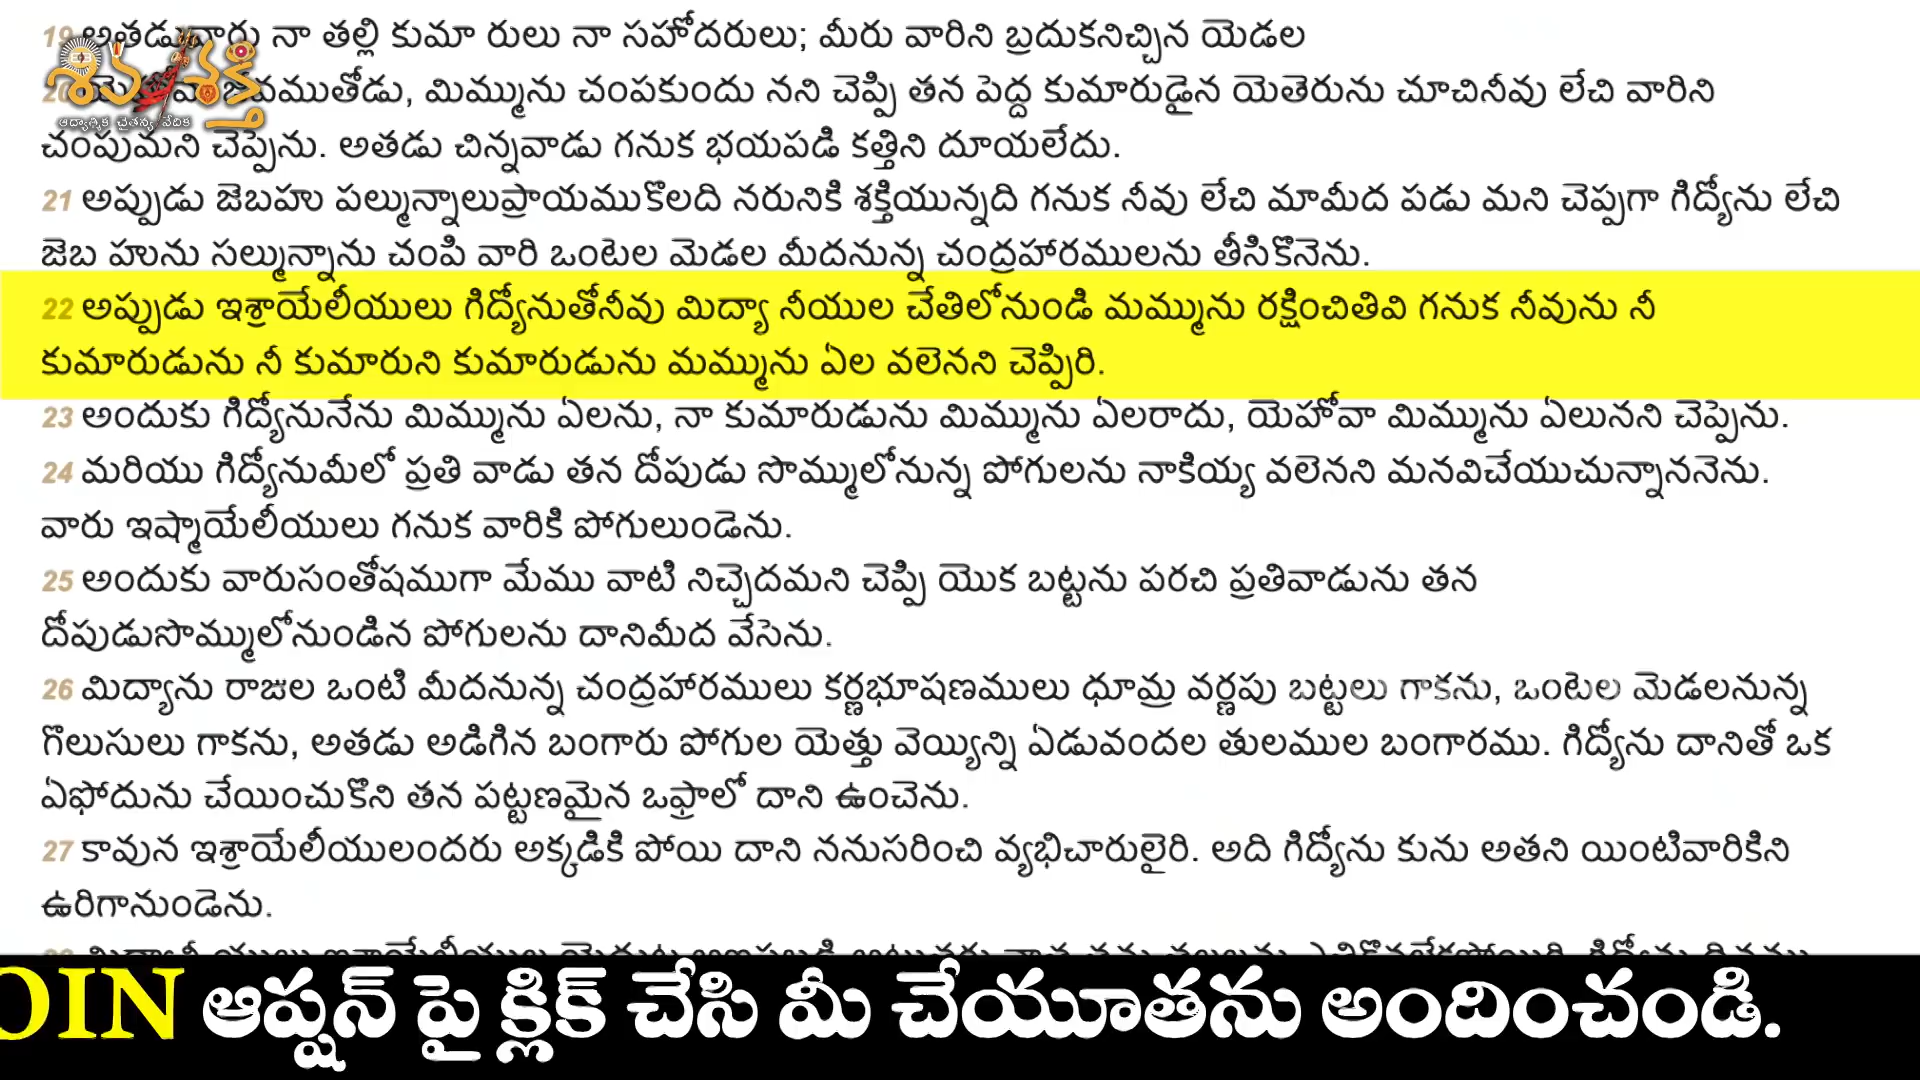 19 అతడు వారు నా తల్లి కుమా రులు నా సహోదరులు; మీరు వారిని బ్రదుకనిచ్చిన యెడల
శివశక్తి
ఆధ్యాత్మిక చైతన్య వేదిక
20 జీవముతోడు, మిమ్మును చంపకుందు నని చెప్పి తన పెద్ద కుమారుడైన యెతెరును చూచినీవు లేచి వారిని
చంపుమని చెప్పెను. అతడు చిన్నవాడు గనుక భయపడి కత్తిని దూయలేదు.
21 అప్పుడు జెబహు పల్మున్నాలుప్రాయముకొలది నరునికి శక్తియున్నది గనుక నీవు లేచి మామీద పడు మని చెప్పగా గిద్యోను లేచి
జెబ హును సల్మున్నాను చంపి వారి ఒంటెల మెడల మీదనున్న చంద్రహారములను తీసికొనెను.
22 అప్పుడు ఇశ్రాయేలీయులు గిద్యోనుతోనీవు మిద్యా నీయుల చేతిలోనుండి మమ్మును రక్షించితివి గనుక నీవును నీ
కుమారుడును నీ కుమారుని కుమారుడును మమ్మును ఏల వలెనని చెప్పిరి.
23 అందుకు గిద్యోనునేను మిమ్మును ఏలను, నా కుమారుడును మిమ్మును ఏలరాదు, యెహోవా మిమ్మును ఏలునని చెప్పెను.
24 మరియు గిద్యోనుమీలో ప్రతి వాడు తన దోపుడు సొమ్ములోనున్న పోగులను నాకియ్య వలెనని మనవిచేయుచున్నాననెను.
వారు ఇష్మాయేలీయులు గనుక వారికి పోగులుండెను.
25 అందుకు వారుసంతోషముగా మేము వాటి నిచ్చెదమని చెప్పి యొక బట్టను పరచి ప్రతివాడును తన
దోపుడుసొమ్ములోనుండిన పోగులను దానిమీద వేసెను.
26 మిద్యాను రాజుల ఒంటి మీదనున్న చంద్రహారములు కర్ణభూషణములు ధూమ్ర వర్ణపు బట్టలు గాకను, ఒంటెల మెడలనున్న
గొలుసులు గాకను, అతడు అడిగిన బంగారు పోగుల యెత్తు వెయ్యిన్ని ఏడువందల తులముల బంగారము. గిద్యోను దానితో ఒక
ఏఫోదును చేయించుకొని తన పట్టణమైన ఒఫ్రాలో దాని ఉంచెను.
27 కావున ఇశ్రాయేలీయులందరు అక్కడికి పోయి దాని ననుసరించి వ్యభిచారులైరి. అది గిద్యోను కును అతని యింటివారికిని
ఉరిగానుండెను.
OIN ఆప్షన్ పై క్లిక్ చేసి మీ చేయూతను అందించండి.